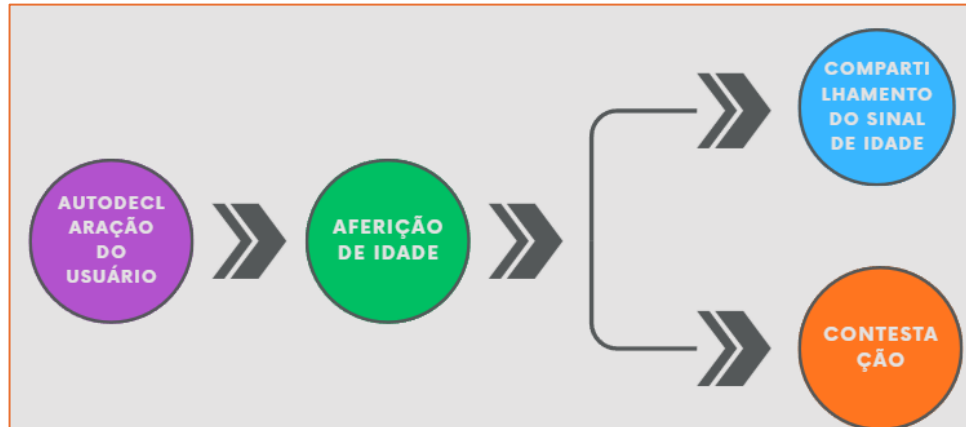 AUTODECL
ARAÇÃO
DO
USUÁRIO
AFERIÇÃO
DE IDADE
COMPARTI
LHAMENTO
DO SINAL
DE IDADE
CONTESTA
ÇÃO